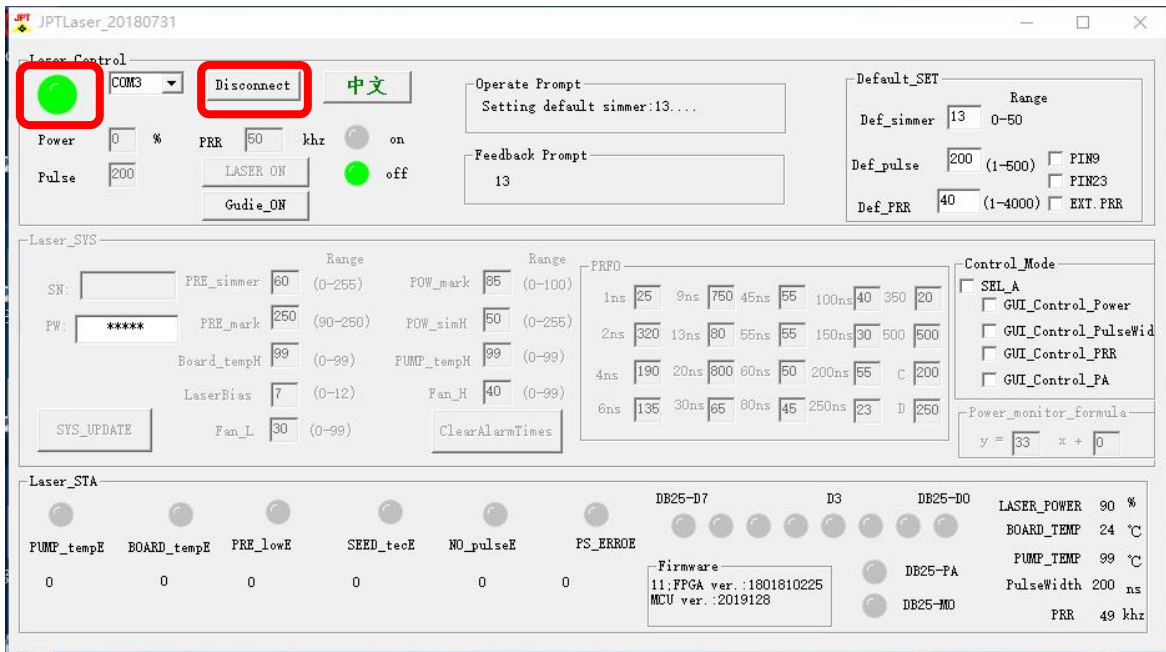 JPT JPTLaser_20180731
Laser Control
COM3 Disconnect 中文
Power 0 % PRR 50 khz on
Pulse 200 LASER ON off
Gudie_ON
Operate Prompt
Setting default simmer:13....
Feedback Prompt
13
Default_SET
Range
Def_simmer 13 0-50
Def_pulse 200 (1-500) PIN9
PIN23
Def_PRR 40 (1-4000) EXT.PRR
Laser_SYS
Range Range
SN: PRE_simmer 60 (0-255) POW_mark 85 (0-100)
PW: ***** PRE_mark 250 (90-250) POW_simH 50 (0-255)
Board_tempH 99 (0-99) PUMP_tempH 99 (0-99)
LaserBias 7 (0-12) Fan_H 40 (0-99)
SYS_UPDATE Fan_L 30 (0-99) ClearAlarmTimes
PRFO
1ns 25 9ns 750 45ns 55 100ns 40 350 20
2ns 320 13ns 80 55ns 55 150ns 30 500 500
4ns 190 20ns 800 60ns 50 200ns 55 C 200
6ns 135 30ns 65 80ns 45 250ns 23 D 250
Control_Mode
SEL_A
GUI_Control_Power
GUI_Control_PulseWid
GUI_Control_PRR
GUI_Control_PA
Power_monitor_formula
y = 33 x + 0
Laser_STA
PUMP_tempE BOARD_tempE PRE_lowE SEED_tecE NO_pulseE PS_ERROE
0 0 0 0 0 0
DB25-D7 D3 DB25-D0
Firmware
11;FPGA ver.:1801810225
MCU ver.:2019128
DB25-PA
DB25-MO
LASER_POWER 90 %
BOARD_TEMP 24 ℃
PUMP_TEMP 99 ℃
PulseWidth 200 ns
PRR 49 khz